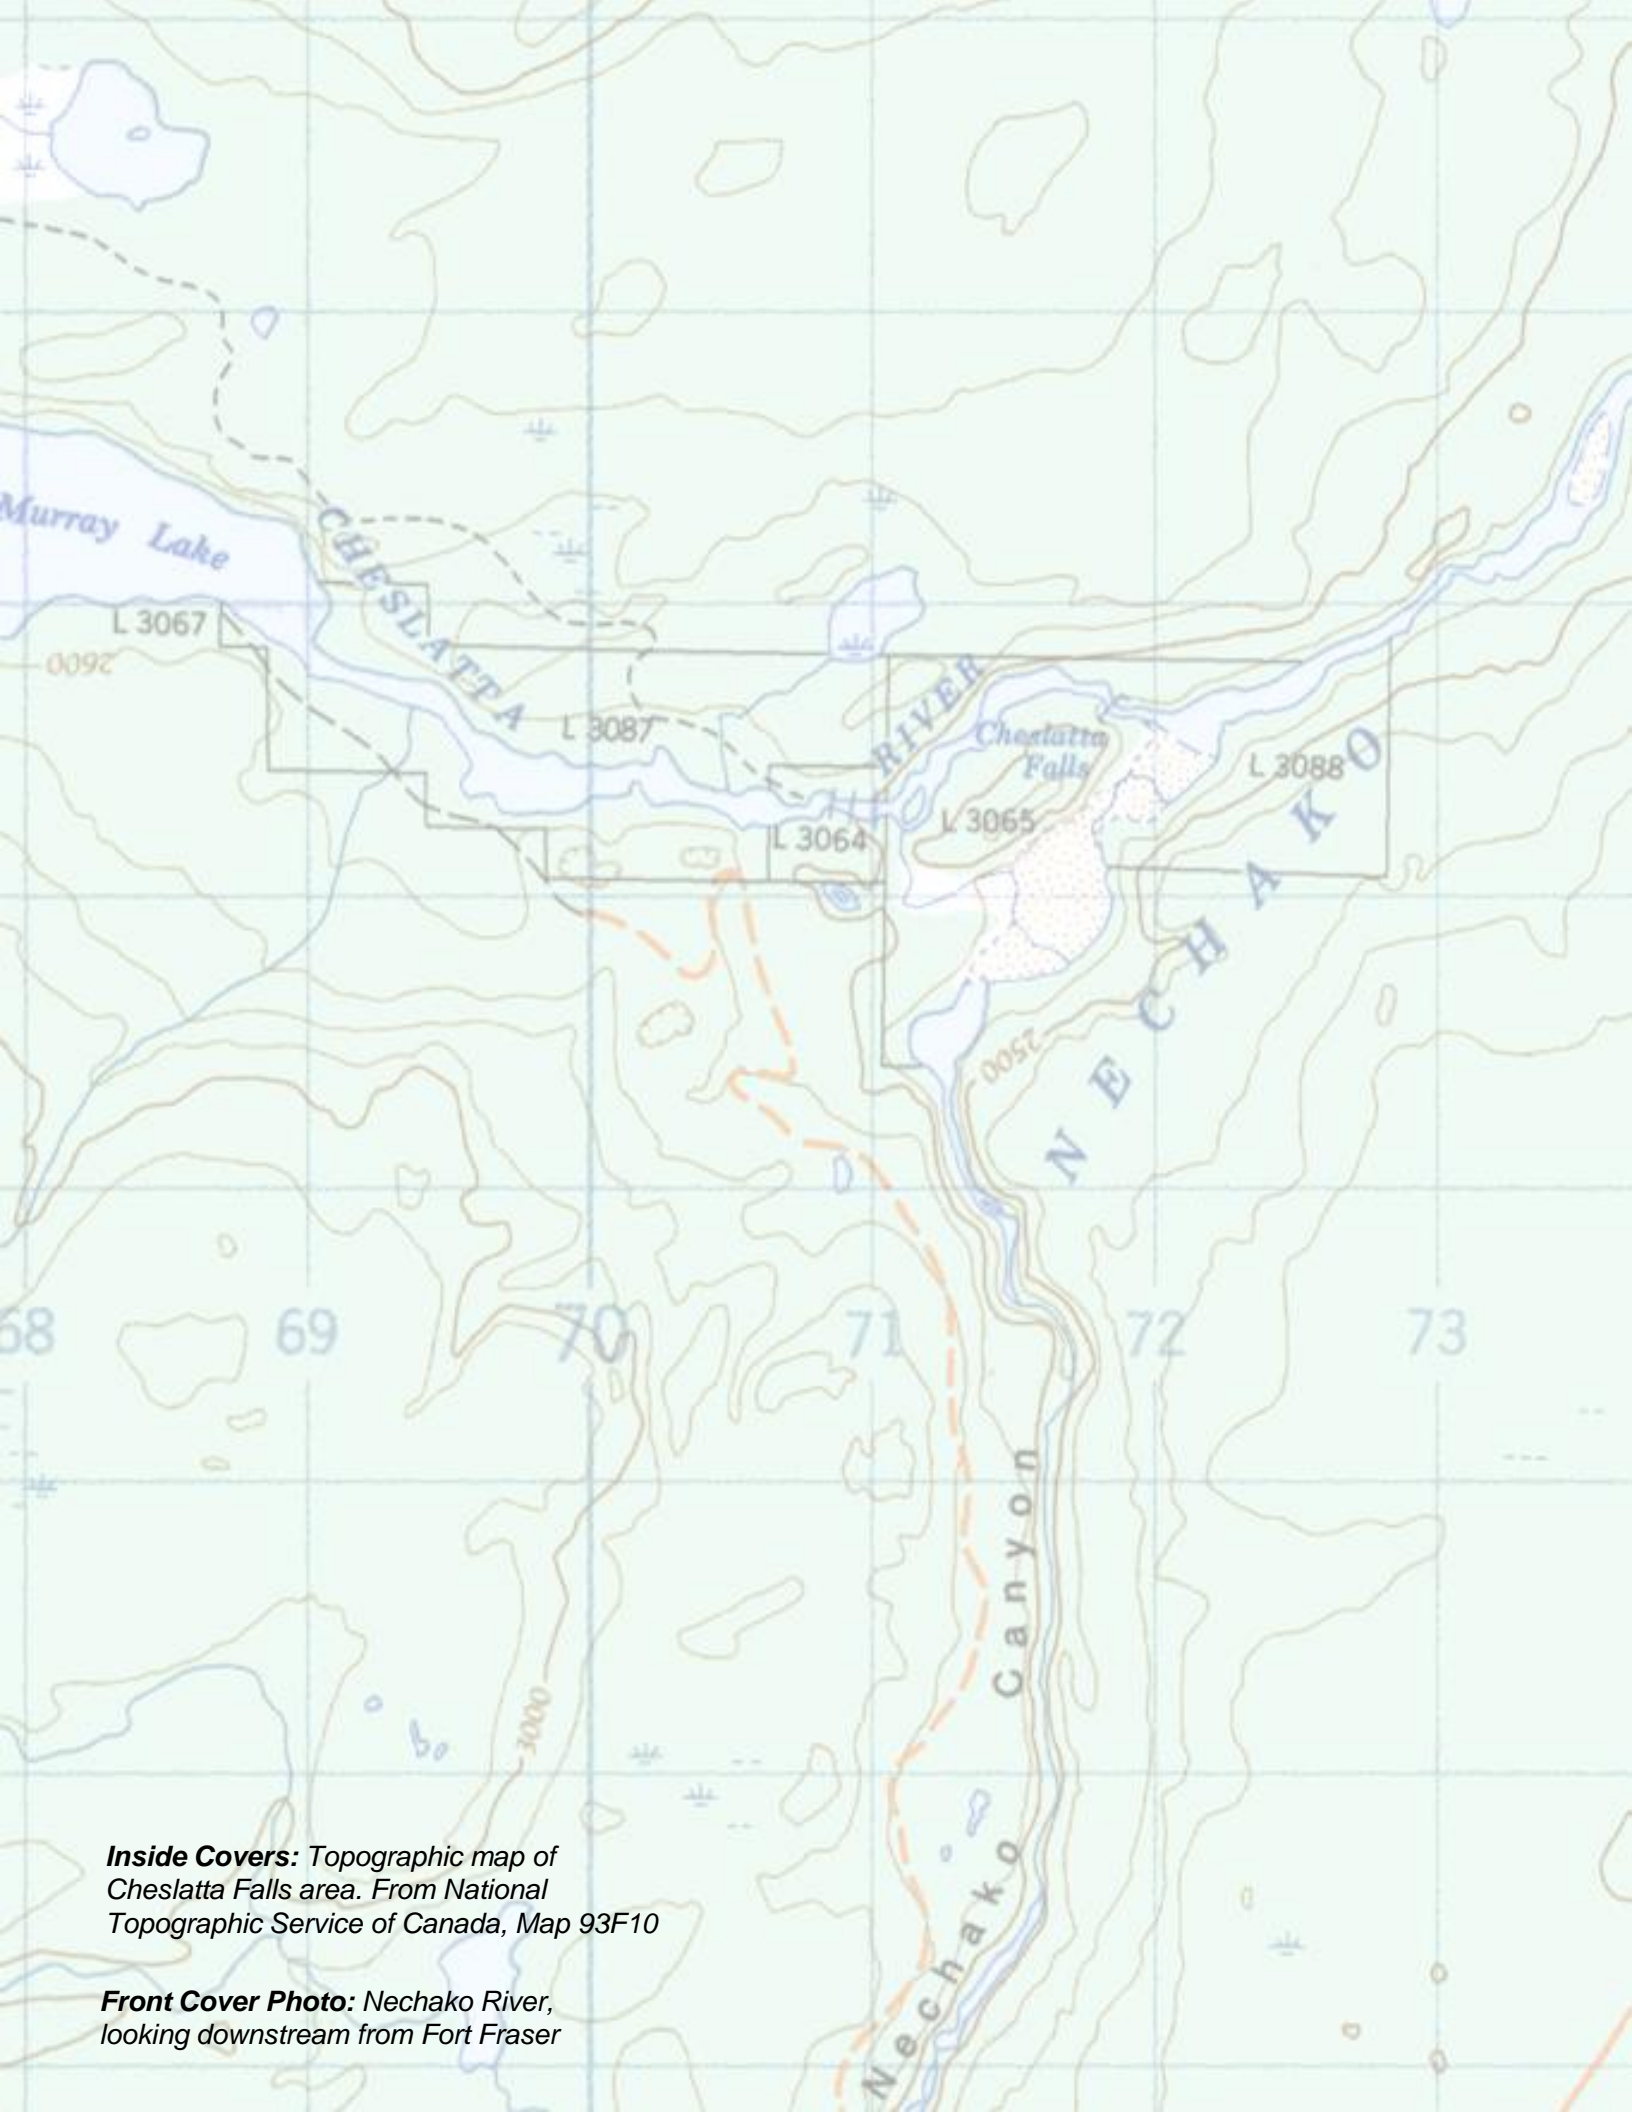 Murray Lake
CHESLATTA
RIVER
L 3067
2600
L 3087
Cheslatta
Falls
L 3088
L 3065
L 3064
NECHAKO
2500
68
69
70
71
72
73
Nechako Canyon
3000
Inside Covers: Topographic map of
Cheslatta Falls area. From National
Topographic Service of Canada, Map 93F10
Front Cover Photo: Nechako River,
looking downstream from Fort Fraser